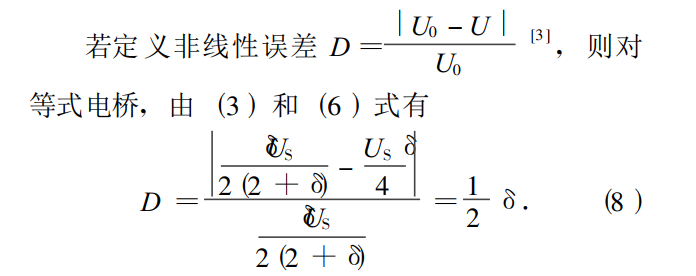 若定义非线性误差 D = |U₀ - U| / U₀ [3], 则对
等式电桥, 由 (3) 和 (6) 式有
D = | δU_S / 2(2 + δ) - U_S δ / 4 | / ( δU_S / 2(2 + δ) ) = 1/2 δ. (8)